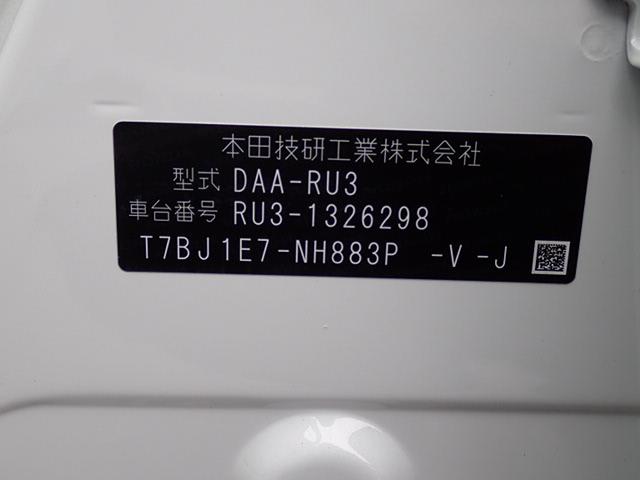 本田技研工業株式会社
型式 DAA-RU3
車台番号 RU3-1326298
T7BJ1E7-NH883P -V -J